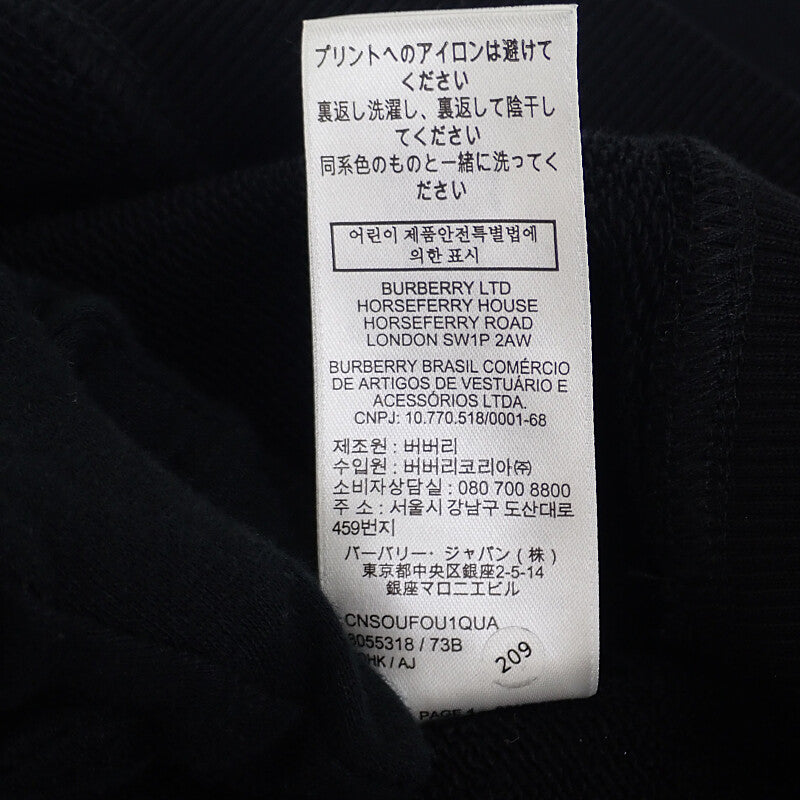 プリントへのアイロンは避けて
ください
裏返し洗濯し、裏返して陰干し
てください
同系色のものと一緒に洗ってく
ださい
어린이 제품안전특별법에
의한 표시
BURBERRY LTD
HORSEFERRY HOUSE
HORSEFERRY ROAD
LONDON SW1P 2AW
BURBERRY BRASIL COMÉRCIO
DE ARTIGOS DE VESTUÁRIO E
ACESSÓRIOS LTDA.
CNPJ: 10.770.518/0001-68
제조원 : 버버리
수입원 : 버버리코리아㈜
소비자상담실 : 080 700 8800
주 소 : 서울시 강남구 도산대로
459번지
バーバリー・ジャパン(株)
東京都中央区銀座2-5-14
銀座マロニエビル
CNSOUFOU1QUA
8055318 / 73B
/ AJ
209
PAGE